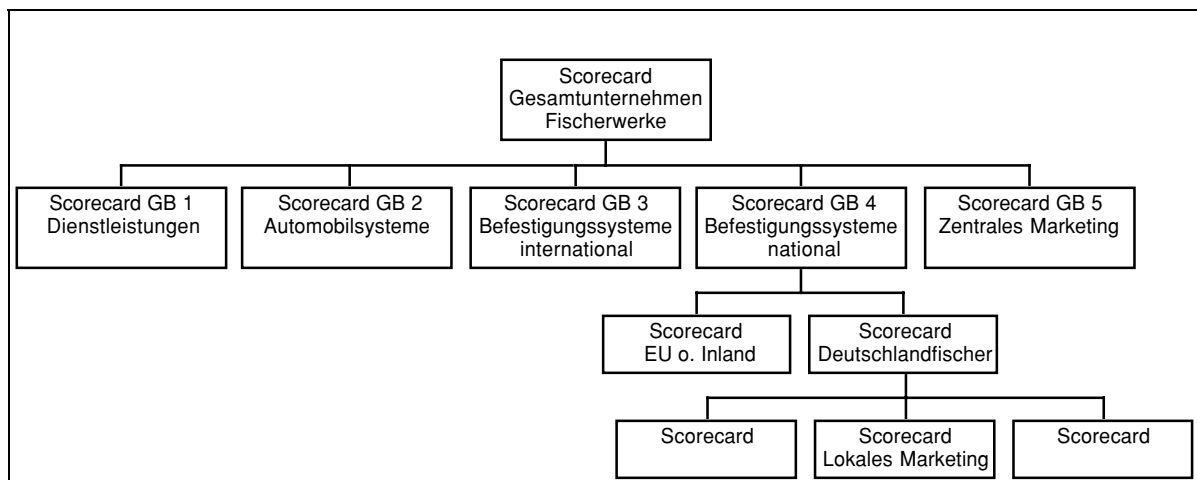 Scorecard
Gesamtunternehmen
Fischerwerke
Scorecard GB 1
Dienstleistungen
Scorecard GB 2
Automobilsysteme
Scorecard GB 3
Befestigungssysteme
international
Scorecard GB 4
Befestigungssysteme
national
Scorecard GB 5
Zentrales Marketing
Scorecard
EU o. Inland
Scorecard
Deutschlandfischer
Scorecard
Scorecard
Lokales Marketing
Scorecard